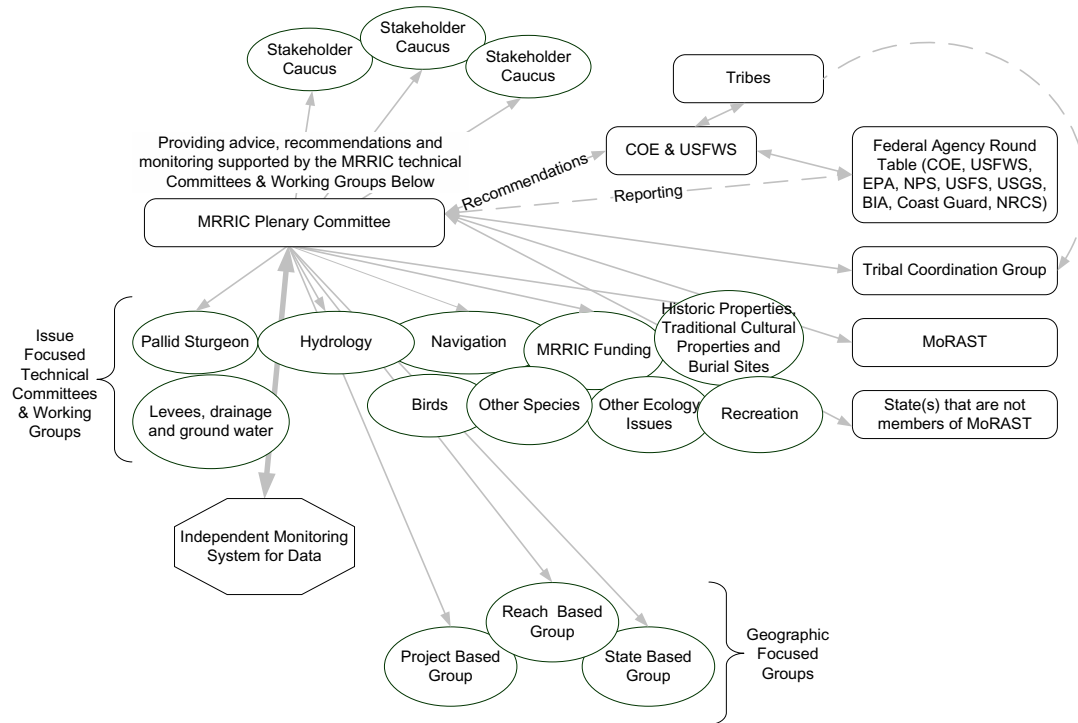 Stakeholder
Caucus
Stakeholder
Caucus
Stakeholder
Caucus
Tribes
Providing advice, recommendations and
monitoring supported by the MRRIC technical
Committees & Working Groups Below
COE & USFWS
Federal Agency Round
Table (COE, USFWS,
EPA, NPS, USFS, USGS,
BIA, Coast Guard, NRCS)
Recommendations
Reporting
MRRIC Plenary Committee
Tribal Coordination Group
Issue
Focused
Technical
Committees
& Working
Groups
Pallid Sturgeon
Hydrology
Navigation
MRRIC Funding
Historic Properties,
Traditional Cultural
Properties and
Burial Sites
MoRAST
Levees, drainage
and ground water
Birds
Other Species
Other Ecology
Issues
Recreation
State(s) that are not
members of MoRAST
Independent Monitoring
System for Data
Reach Based
Group
Project Based
Group
State Based
Group
Geographic
Focused
Groups